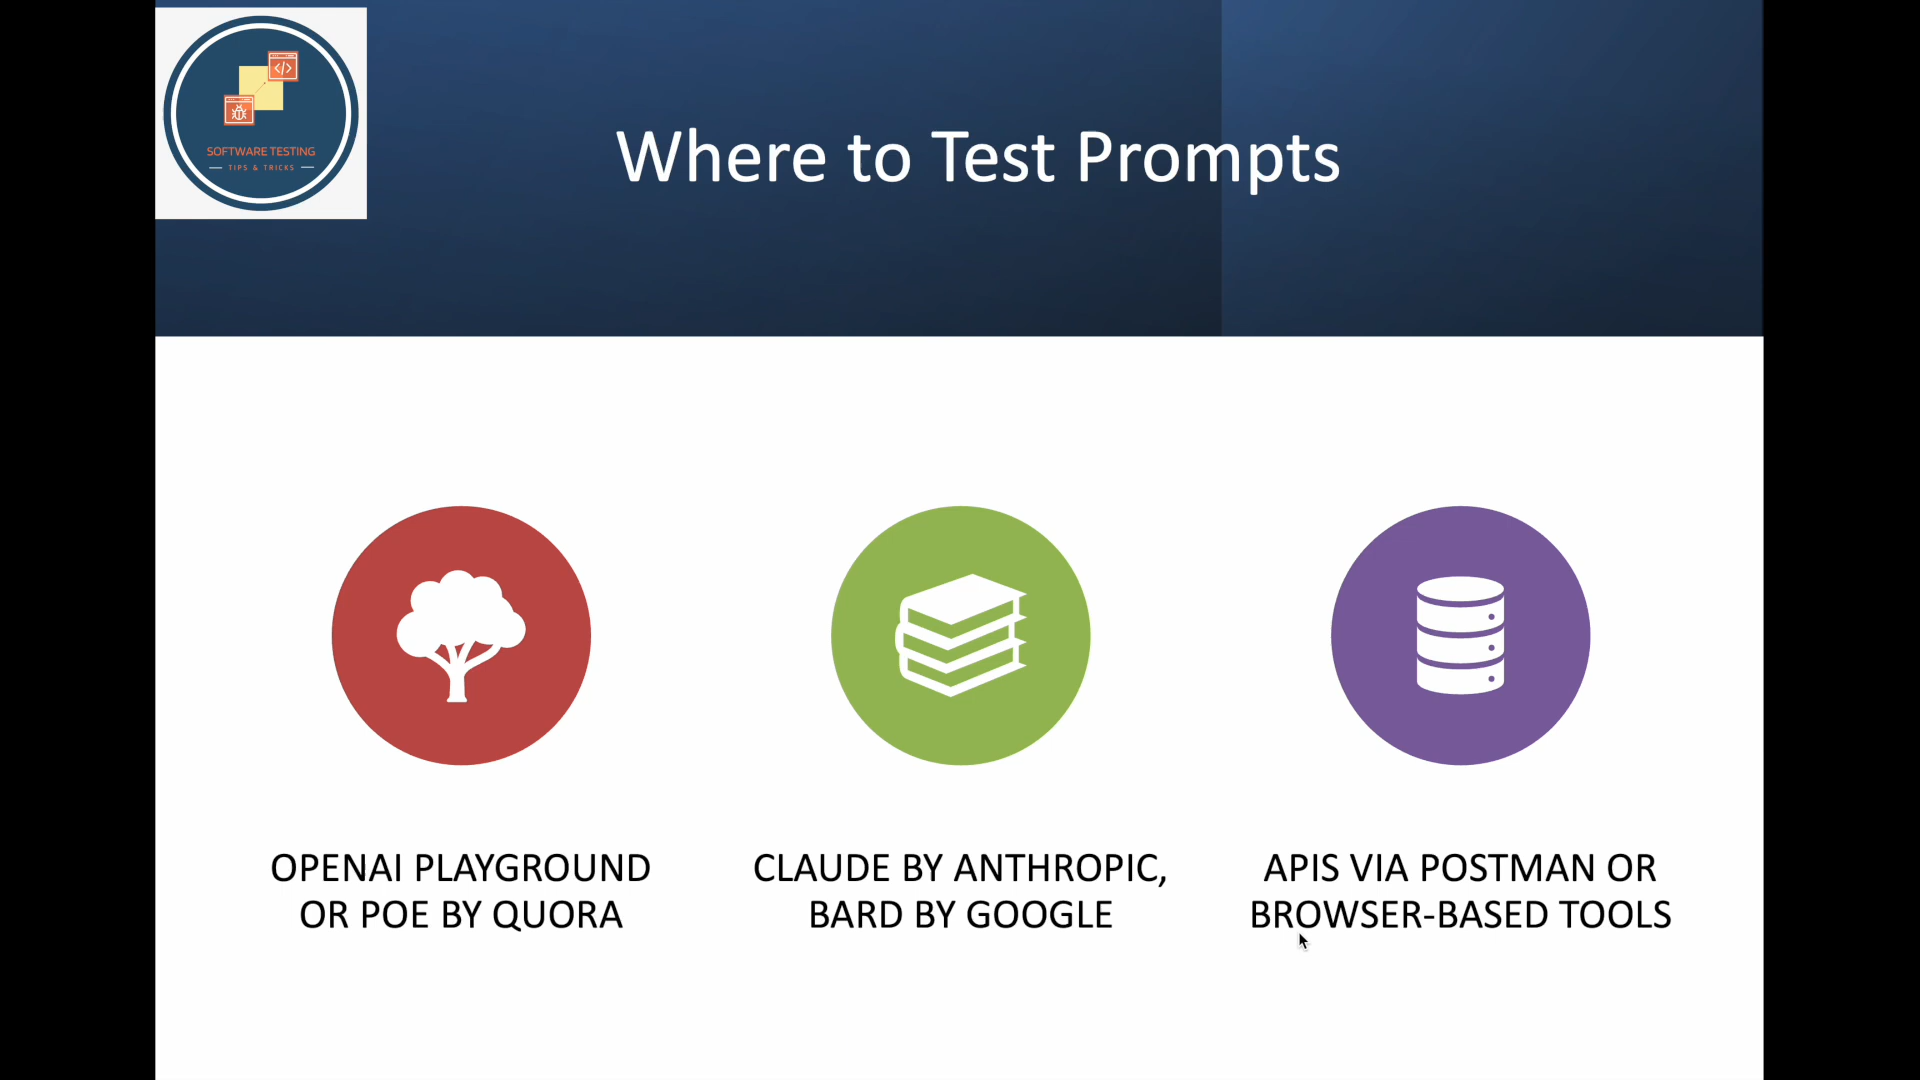 SOFTWARE TESTING
TIPS & TRICKS
Where to Test Prompts
OPENAI PLAYGROUND
OR POE BY QUORA
CLAUDE BY ANTHROPIC,
BARD BY GOOGLE
APIS VIA POSTMAN OR
BROWSER-BASED TOOLS